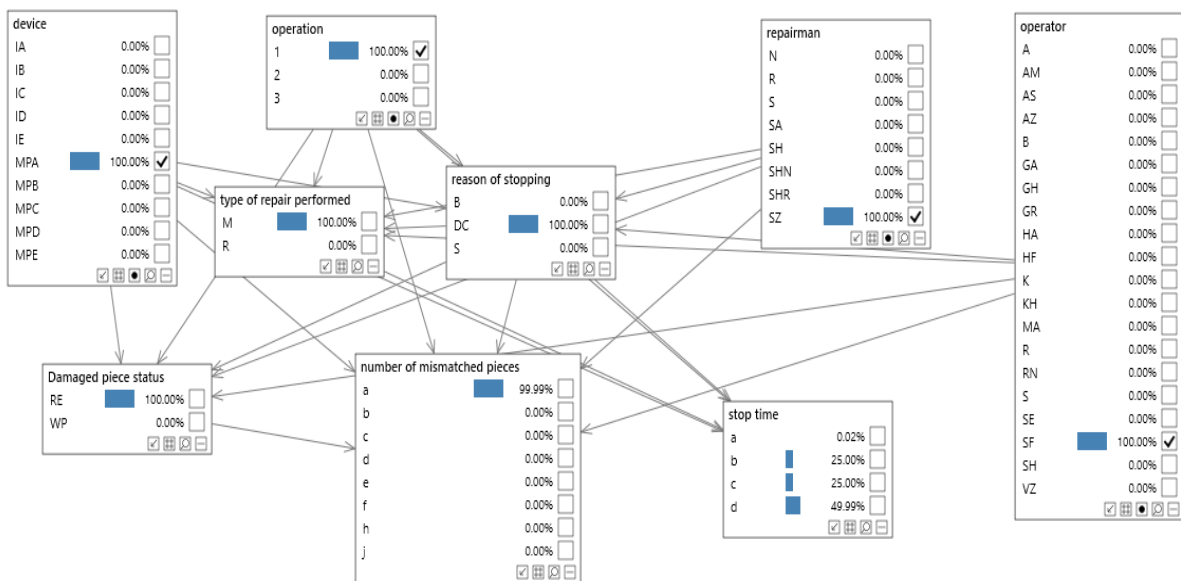 device
IA 0.00%
IB 0.00%
IC 0.00%
ID 0.00%
IE 0.00%
MPA 100.00%
MPB 0.00%
MPC 0.00%
MPD 0.00%
MPE 0.00%
operation
1 100.00%
2 0.00%
3 0.00%
repairman
N 0.00%
R 0.00%
S 0.00%
SA 0.00%
SH 0.00%
SHN 0.00%
SHR 0.00%
SZ 100.00%
operator
A 0.00%
AM 0.00%
AS 0.00%
AZ 0.00%
B 0.00%
GA 0.00%
GH 0.00%
GR 0.00%
HA 0.00%
HF 0.00%
K 0.00%
KH 0.00%
MA 0.00%
R 0.00%
RN 0.00%
S 0.00%
SE 0.00%
SF 100.00%
SH 0.00%
VZ 0.00%
type of repair performed
M 100.00%
R 0.00%
reason of stopping
B 0.00%
DC 100.00%
S 0.00%
Damaged piece status
RE 100.00%
WP 0.00%
number of mismatched pieces
a 99.99%
b 0.00%
c 0.00%
d 0.00%
e 0.00%
f 0.00%
h 0.00%
j 0.00%
stop time
a 0.02%
b 25.00%
c 25.00%
d 49.99%